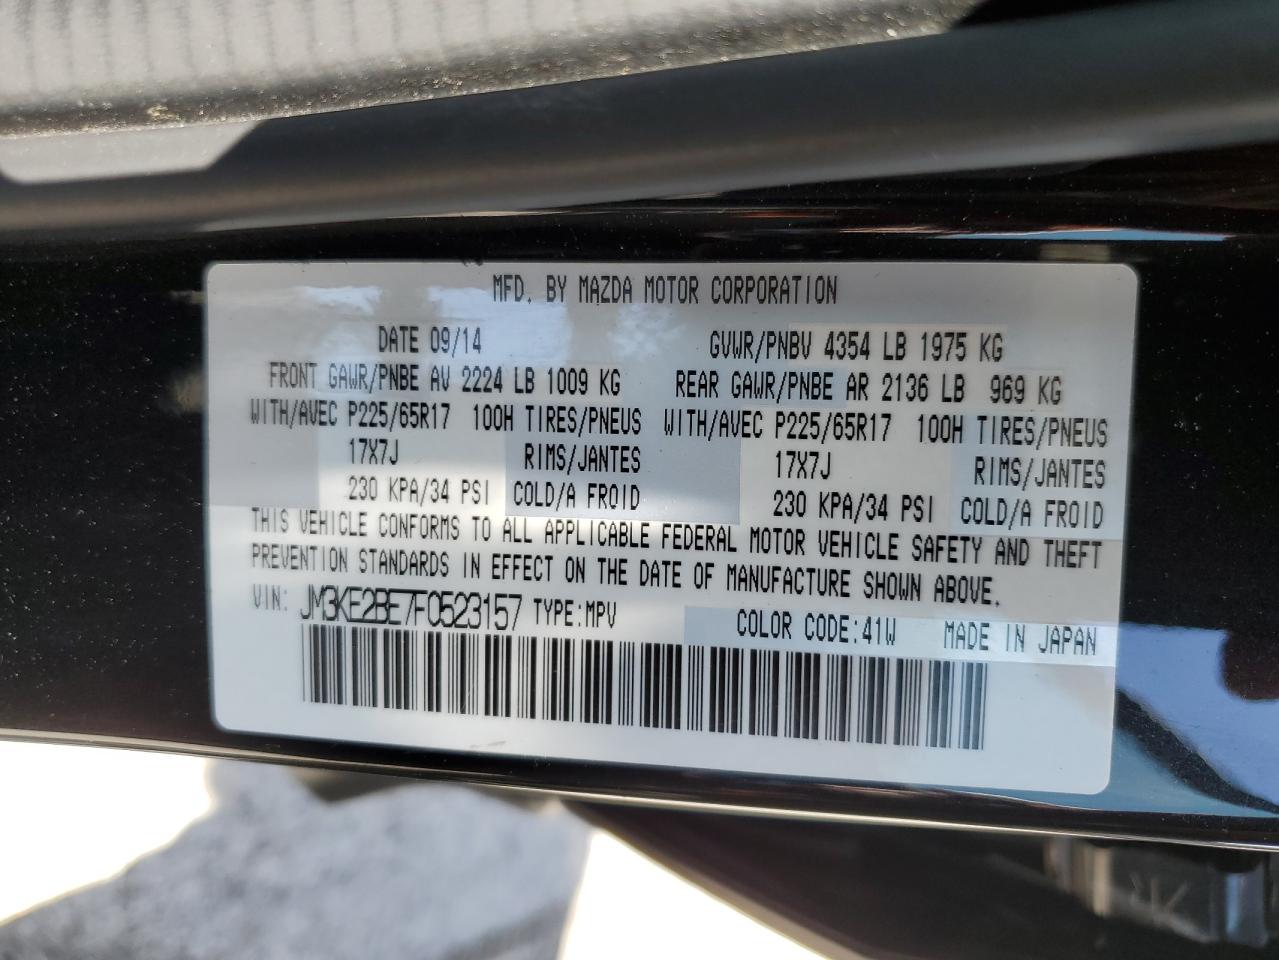 MFD. BY MAZDA MOTOR CORPORATION
DATE 09/14 GVWR/PNBV 4354 LB 1975 KG
FRONT GAWR/PNBE AV 2224 LB 1009 KG REAR GAWR/PNBE AR 2136 LB 969 KG
WITH/AVEC P225/65R17 100H TIRES/PNEUS WITH/AVEC P225/65R17 100H TIRES/PNEUS
17X7J RIMS/JANTES 17X7J RIMS/JANTES
230 KPA/34 PSI COLD/A FROID 230 KPA/34 PSI COLD/A FROID
THIS VEHICLE CONFORMS TO ALL APPLICABLE FEDERAL MOTOR VEHICLE SAFETY AND THEFT
PREVENTION STANDARDS IN EFFECT ON THE DATE OF MANUFACTURE SHOWN ABOVE.
VIN: JM3KE2BE7F0523157 TYPE:MPV COLOR CODE:41W MADE IN JAPAN